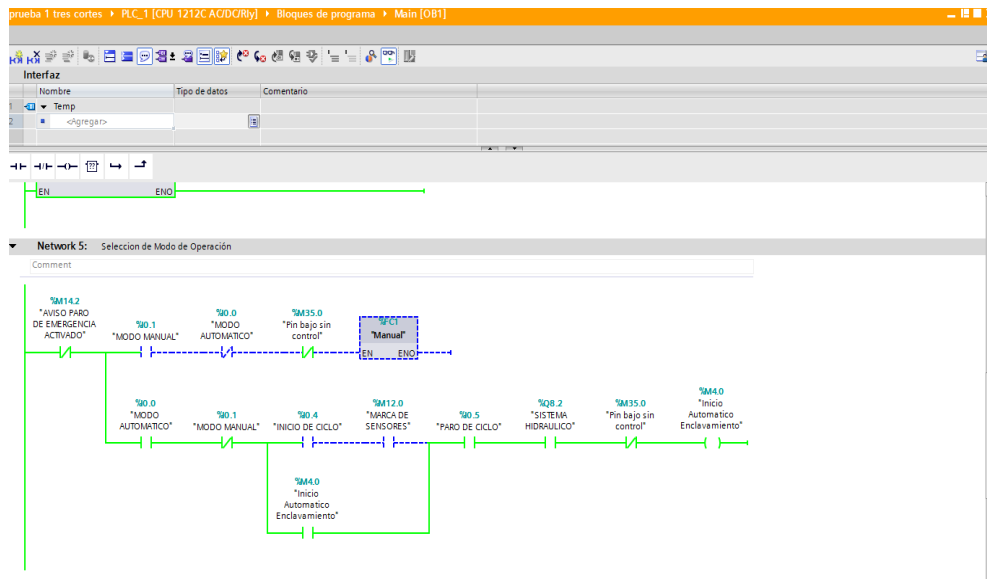 prueba 1 tres cortes ▸ PLC_1 [CPU 1212C AC/DC/Rly] ▸ Bloques de programa ▸ Main [OB1]
Interfaz
Nombre Tipo de datos Comentario
1 Temp
2 <Agregar>
EN ENO
Network 5: Seleccion de Modo de Operación
Comment
%M14.2
"AVISO PARO
DE EMERGENCIA
ACTIVADO"
%I0.1
"MODO MANUAL"
%I0.0
"MODO
AUTOMATICO"
%M35.0
"Pin bajo sin
control"
%FC1
"Manual"
EN ENO
%I0.0
"MODO
AUTOMATICO"
%I0.1
"MODO MANUAL"
%I0.4
"INICIO DE CICLO"
%M12.0
"MARCA DE
SENSORES"
%I0.5
"PARO DE CICLO"
%Q8.2
"SISTEMA
HIDRAULICO"
%M35.0
"Pin bajo sin
control"
%M4.0
"Inicio
Automatico
Enclavamiento"
%M4.0
"Inicio
Automatico
Enclavamiento"